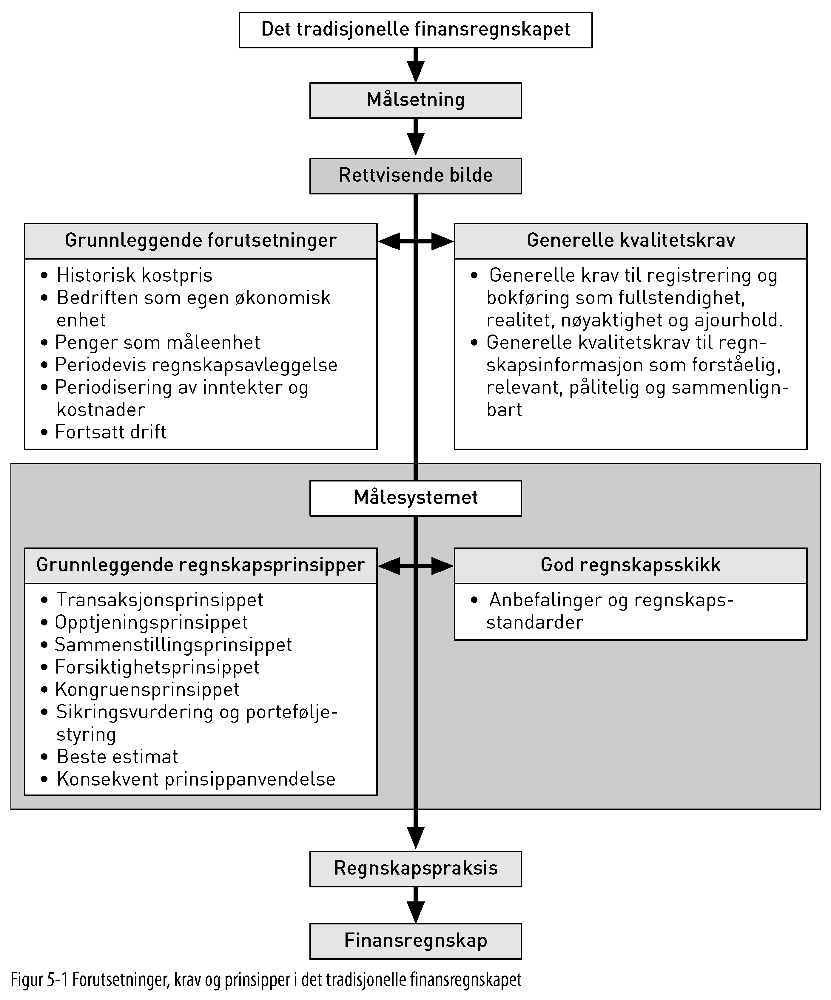 Det tradisjonelle finansregnskapet
Målsetning
Rettvisende bilde
Grunnleggende forutsetninger
• Historisk kostpris
• Bedriften som egen økonomisk
enhet
• Penger som måleenhet
• Periodevis regnskapsavleggelse
• Periodisering av inntekter og
kostnader
• Fortsatt drift
Generelle kvalitetskrav
• Generelle krav til registrering og
bokføring som fullstendighet,
realitet, nøyaktighet og ajourhold.
• Generelle kvalitetskrav til regn-
skapsinformasjon som forståelig,
relevant, pålitelig og sammenlign-
bart
Målesystemet
Grunnleggende regnskapsprinsipper
• Transaksjonsprinsippet
• Opptjeningsprinsippet
• Sammenstillingsprinsippet
• Forsiktighetsprinsippet
• Kongruensprinsippet
• Sikringsvurdering og portefølje-
styring
• Beste estimat
• Konsekvent prinsippanvendelse
God regnskapsskikk
• Anbefalinger og regnskaps-
standarder
Regnskapspraksis
Finansregnskap
Figur 5-1 Forutsetninger, krav og prinsipper i det tradisjonelle finansregnskapet